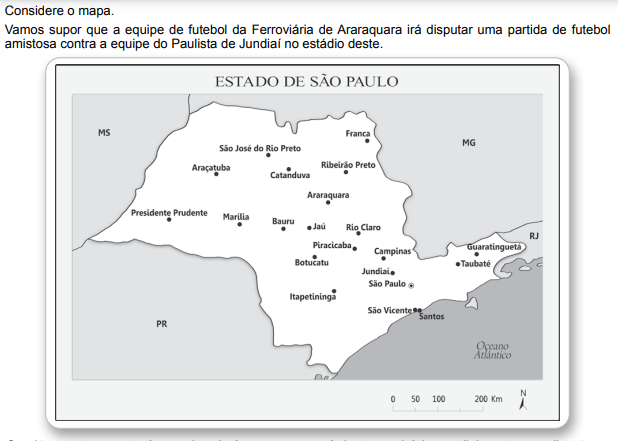 Considere o mapa.
Vamos supor que a equipe de futebol da Ferroviária de Araraquara irá disputar uma partida de futebol
amistosa contra a equipe do Paulista de Jundiaí no estádio deste.
ESTADO DE SÃO PAULO
MS
Franca
MG
São José do Rio Preto
Araçatuba
Catanduva
Ribeirão Preto
Araraquara
Presidente Prudente
Marília
Bauru
Jaú
Rio Claro
RJ
Piracicaba
Campinas
Guaratinguetá
Botucatu
Taubaté
Jundiaí
São Paulo
Itapetininga
São Vicente
Santos
PR
Oceano
Atlântico
0 50 100 200 Km
N